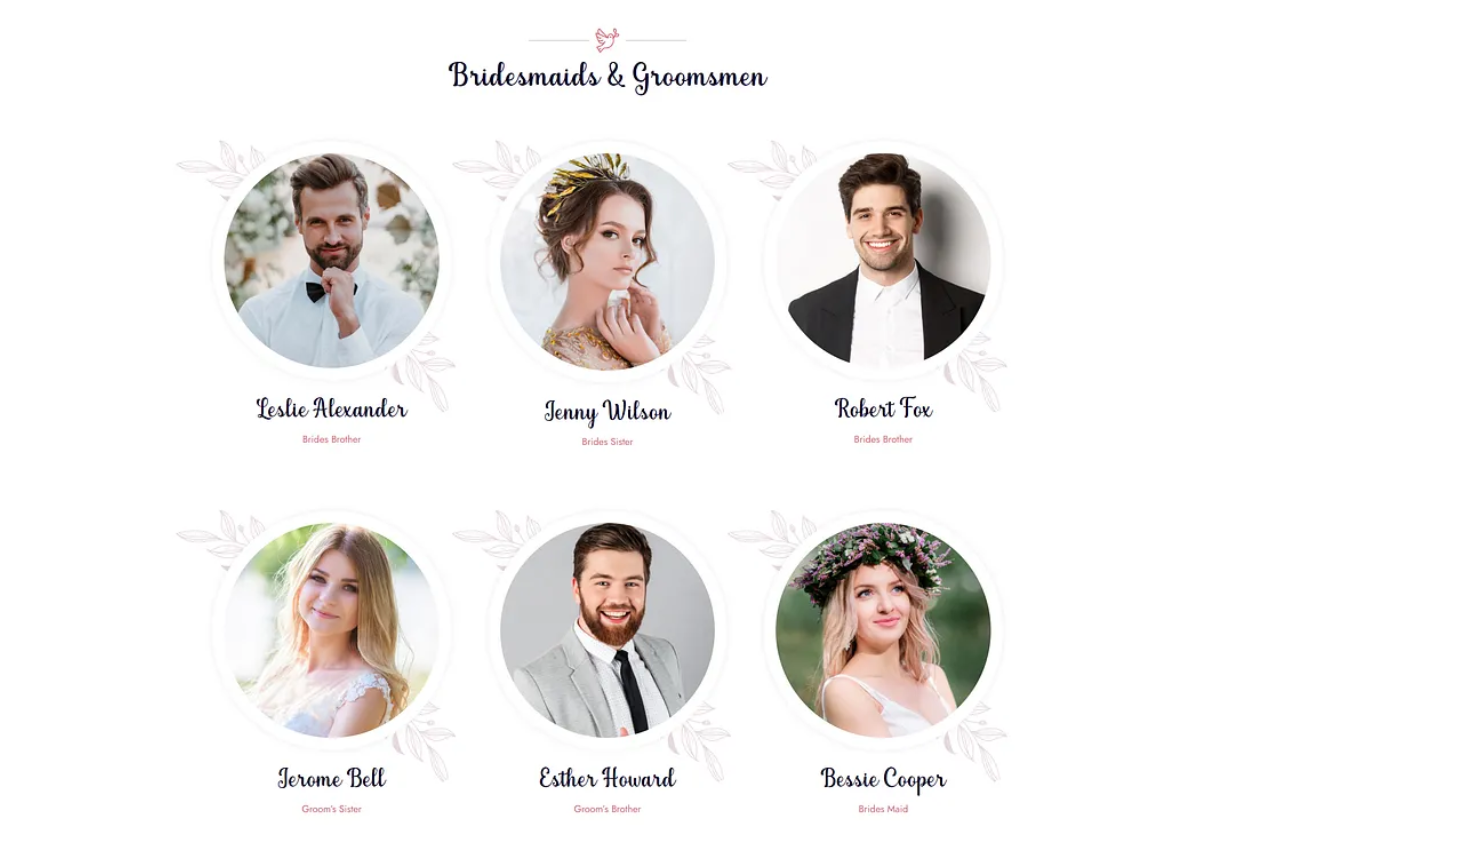 Bridesmaids & Groomsmen
Leslie Alexander
Brides Brother
Jenny Wilson
Brides Sister
Robert Fox
Brides Brother
Jerome Bell
Groom's Sister
Esther Howard
Groom's Brother
Bessie Cooper
Brides Maid